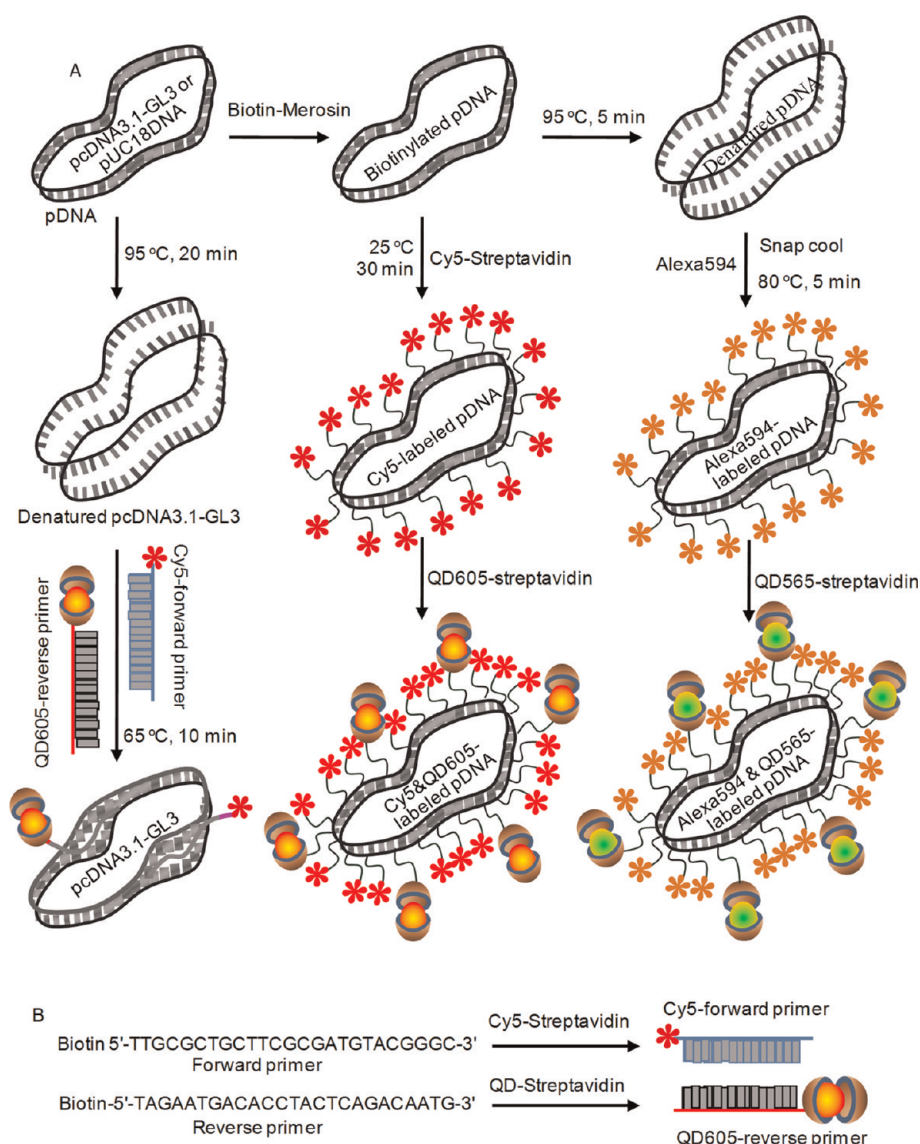 A
pcDNA3.1-GL3 or
pUC18DNA
pDNA
Biotin-Merosin
Biotinylated pDNA
95°C, 5 min
Denatured pDNA
95 °C, 20 min
25 °C
30 min
Cy5-Streptavidin
Alexa594
Snap cool
80 °C, 5 min
Denatured pcDNA3.1-GL3
Cy5-labeled pDNA
Alexa594-
labeled pDNA
QD605-reverse primer
Cy5-forward primer
65 °C, 10 min
QD605-streptavidin
QD565-streptavidin
pcDNA3.1-GL3
Cy5&QD605-
labeled pDNA
Alexa594 & QD565-
labeled pDNA
B
Biotin 5'-TTGCGCTGCTTCGCGATGTACGGGC-3'
Forward primer
Cy5-Streptavidin
Cy5-forward primer
Biotin-5'-TAGAATGACACCTACTCAGACAATG-3'
Reverse primer
QD-Streptavidin
QD605-reverse primer